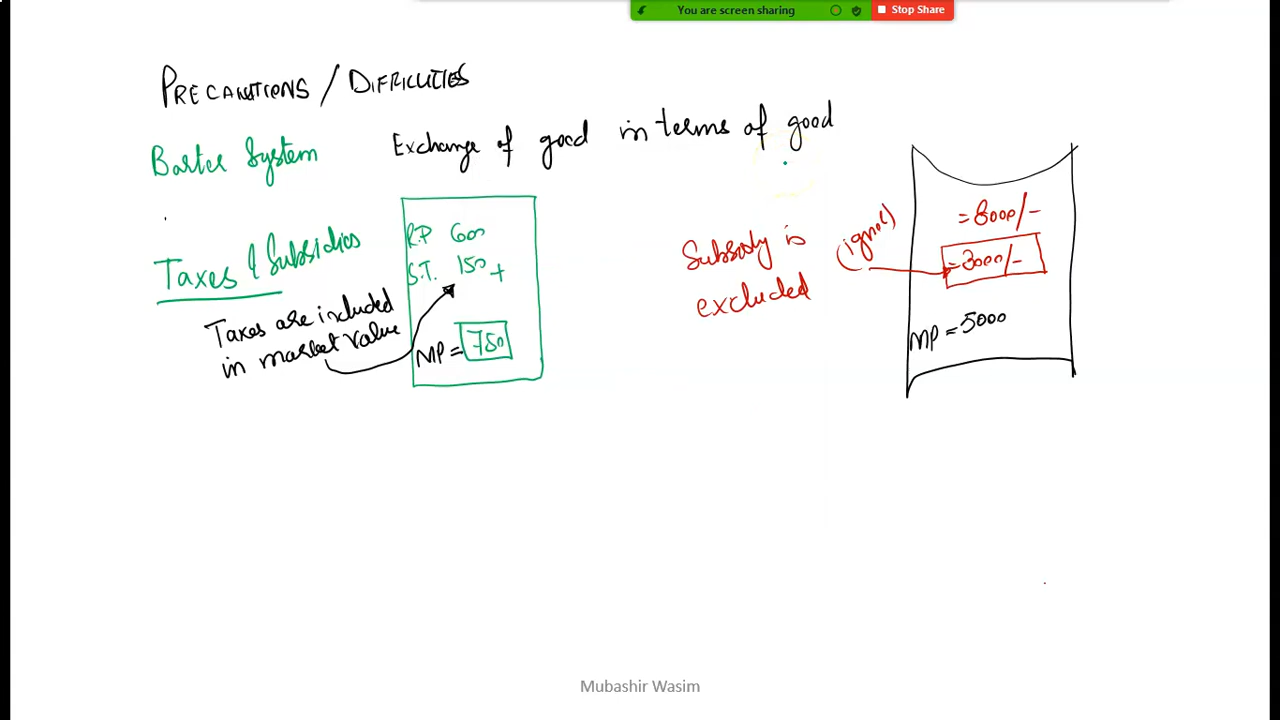 You are screen sharing
Stop Share
PRECAUTIONS / DIFFICULTIES
Barter System Exchange of good in terms of good
Taxes & Subsidies
Taxes are included
in market value
R.P 600
S.T. 150 +
MP = 750
Subsidy is
excluded
(ignore)
= 8000/-
= 3000/-
MP = 5000
Mubashir Wasim